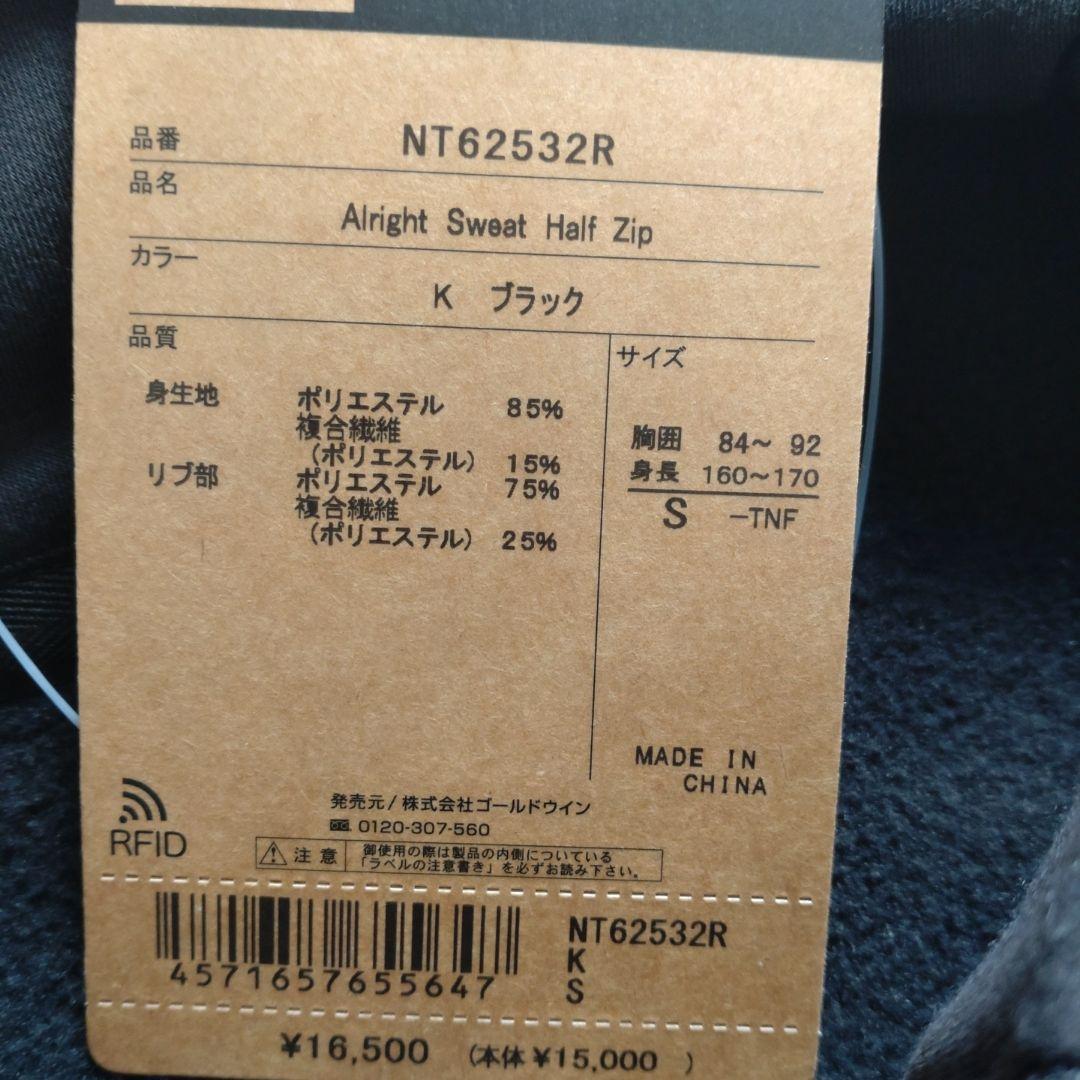 品番 NT62532R
品名
Alright Sweat Half Zip
カラー
K ブラック
品質
身生地 ポリエステル 85%
複合繊維
(ポリエステル) 15%
リブ部 ポリエステル 75%
複合繊維
(ポリエステル) 25%
サイズ
胸囲 84〜 92
身長 160〜170
S -TNF
MADE IN
CHINA
発売元/株式会社ゴールドウイン
0120-307-560
RFID
注意
御使用の際は製品の内側についている
「ラベルの注意書き」を必ずお読み下さい。
4571657655647
NT62532R
K
S
¥16,500 (本体¥15,000 )